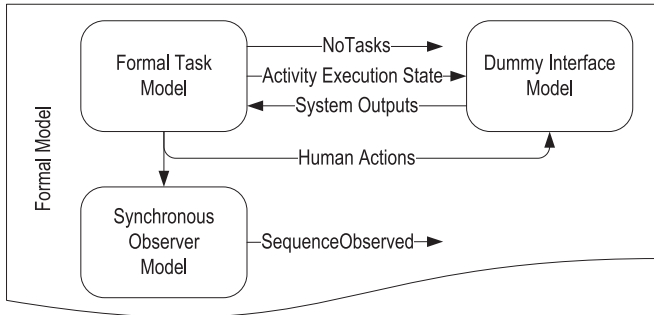 Formal Model
Formal Task
Model
NoTasks
Activity Execution State
System Outputs
Dummy Interface
Model
Human Actions
Synchronous
Observer
Model
SequenceObserved